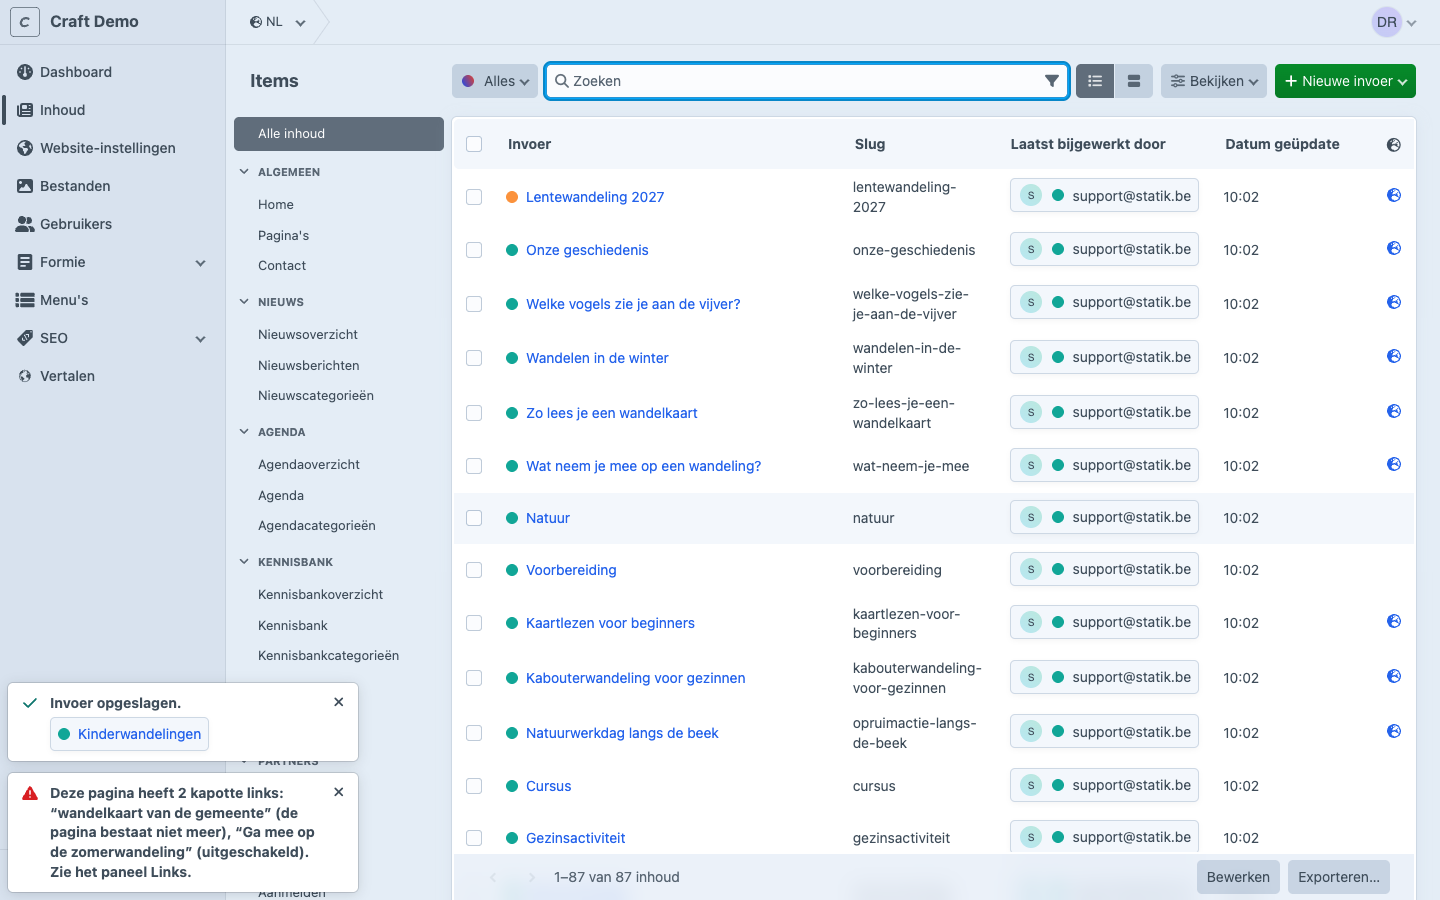 C Craft Demo
NL
DR
Dashboard
Inhoud
Website-instellingen
Bestanden
Gebruikers
Formie
Menu's
SEO
Vertalen
Items
Alles
Zoeken
Bekijken
Nieuwe invoer
Alle inhoud
ALGEMEEN
Home
Pagina's
Contact
NIEUWS
Nieuwsoverzicht
Nieuwsberichten
Nieuwscategorieën
AGENDA
Agendaoverzicht
Agenda
Agendacategorieën
KENNISBANK
Kennisbankoverzicht
Kennisbank
Kennisbankcategorieën
PARTNERS
Aanmelden
Invoer Slug Laatst bijgewerkt door Datum geüpdate
Lentewandeling 2027 lentewandeling-
2027 S support@statik.be 10:02
Onze geschiedenis onze-geschiedenis S support@statik.be 10:02
Welke vogels zie je aan de vijver? welke-vogels-zie-
je-aan-de-vijver S support@statik.be 10:02
Wandelen in de winter wandelen-in-de-
winter S support@statik.be 10:02
Zo lees je een wandelkaart zo-lees-je-een-
wandelkaart S support@statik.be 10:02
Wat neem je mee op een wandeling? wat-neem-je-mee S support@statik.be 10:02
Natuur natuur S support@statik.be 10:02
Voorbereiding voorbereiding S support@statik.be 10:02
Kaartlezen voor beginners kaartlezen-voor-
beginners S support@statik.be 10:02
Kabouterwandeling voor gezinnen kabouterwandeling-
voor-gezinnen S support@statik.be 10:02
Natuurwerkdag langs de beek opruimactie-langs-
de-beek S support@statik.be 10:02
Cursus cursus S support@statik.be 10:02
Gezinsactiviteit gezinsactiviteit S support@statik.be 10:02
1–87 van 87 inhoud
Bewerken
Exporteren...
Invoer opgeslagen.
Kinderwandelingen
Deze pagina heeft 2 kapotte links:
“wandelkaart van de gemeente” (de
pagina bestaat niet meer), “Ga mee op
de zomerwandeling” (uitgeschakeld).
Zie het paneel Links.